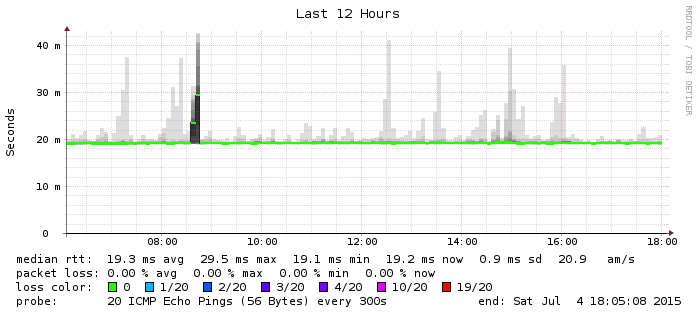 Last 12 Hours
RRDTOOL / TOBI OETIKER
Seconds
40 m
30 m
20 m
10 m
0
08:00 10:00 12:00 14:00 16:00 18:00
median rtt: 19.3 ms avg 29.5 ms max 19.1 ms min 19.2 ms now 0.9 ms sd 20.9 am/s
packet loss: 0.00 % avg 0.00 % max 0.00 % min 0.00 % now
loss color: 0 1/20 2/20 3/20 4/20 10/20 19/20
probe: 20 ICMP Echo Pings (56 Bytes) every 300s end: Sat Jul 4 18:05:08 2015